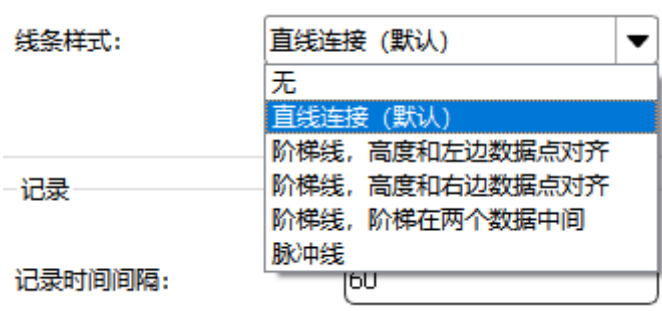 线条样式：
直线连接（默认）
无
直线连接（默认）
阶梯线，高度和左边数据点对齐
阶梯线，高度和右边数据点对齐
阶梯线，阶梯在两个数据中间
脉冲线
记录
记录时间间隔：
60